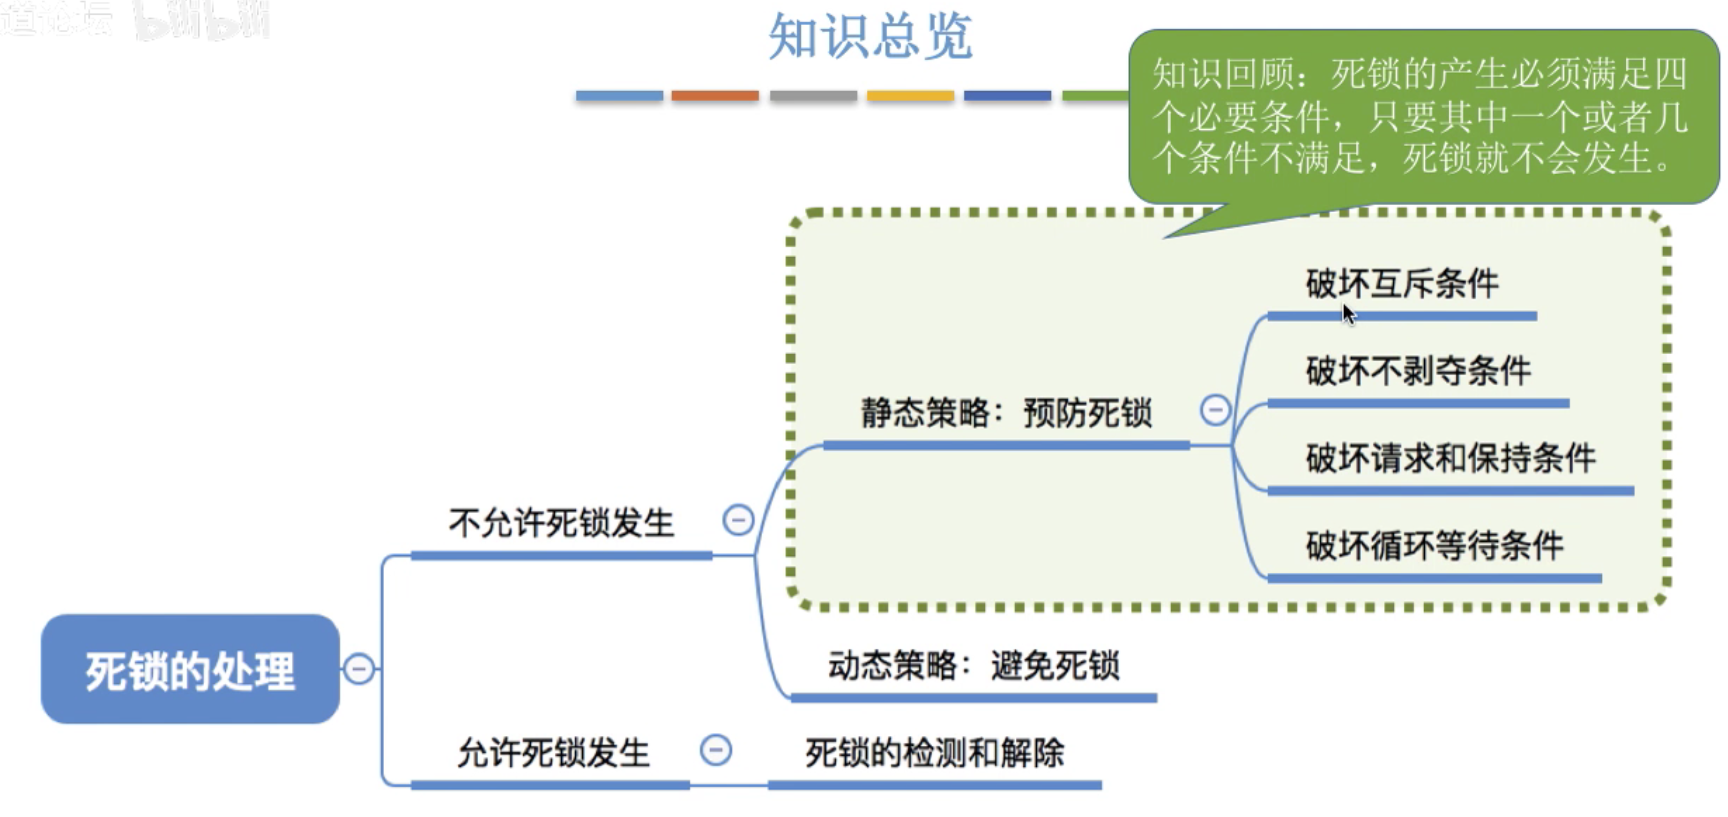 道论坛 bilibili
知识总览
知识回顾：死锁的产生必须满足四
个必要条件，只要其中一个或者几
个条件不满足，死锁就不会发生。
破坏互斥条件
破坏不剥夺条件
静态策略：预防死锁
破坏请求和保持条件
不允许死锁发生
破坏循环等待条件
死锁的处理
动态策略：避免死锁
允许死锁发生
死锁的检测和解除